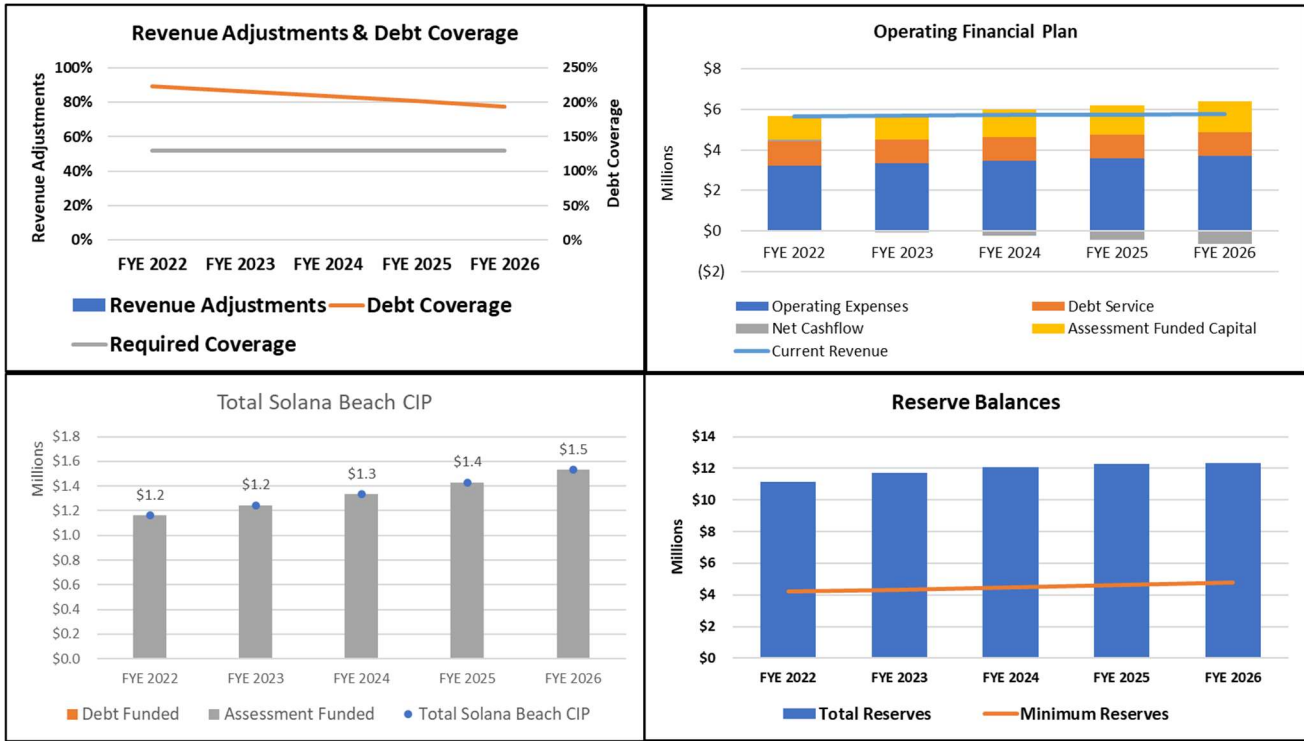 Revenue Adjustments & Debt Coverage
Revenue Adjustments
100%
80%
60%
40%
20%
0%
250%
200%
150%
100%
50%
0%
Debt Coverage
FYE 2022 FYE 2023 FYE 2024 FYE 2025 FYE 2026
Revenue Adjustments Debt Coverage
Required Coverage
Operating Financial Plan
Millions
$8
$6
$4
$2
$0
($2)
FYE 2022 FYE 2023 FYE 2024 FYE 2025 FYE 2026
Operating Expenses Debt Service
Net Cashflow Assessment Funded Capital
Current Revenue
Total Solana Beach CIP
Millions
$1.8
$1.6
$1.4
$1.2
$1.0
$0.8
$0.6
$0.4
$0.2
$0.0
$1.2 $1.2 $1.3 $1.4 $1.5
FYE 2022 FYE 2023 FYE 2024 FYE 2025 FYE 2026
Debt Funded Assessment Funded Total Solana Beach CIP
Reserve Balances
Millions
$14
$12
$10
$8
$6
$4
$2
$0
FYE 2022 FYE 2023 FYE 2024 FYE 2025 FYE 2026
Total Reserves Minimum Reserves